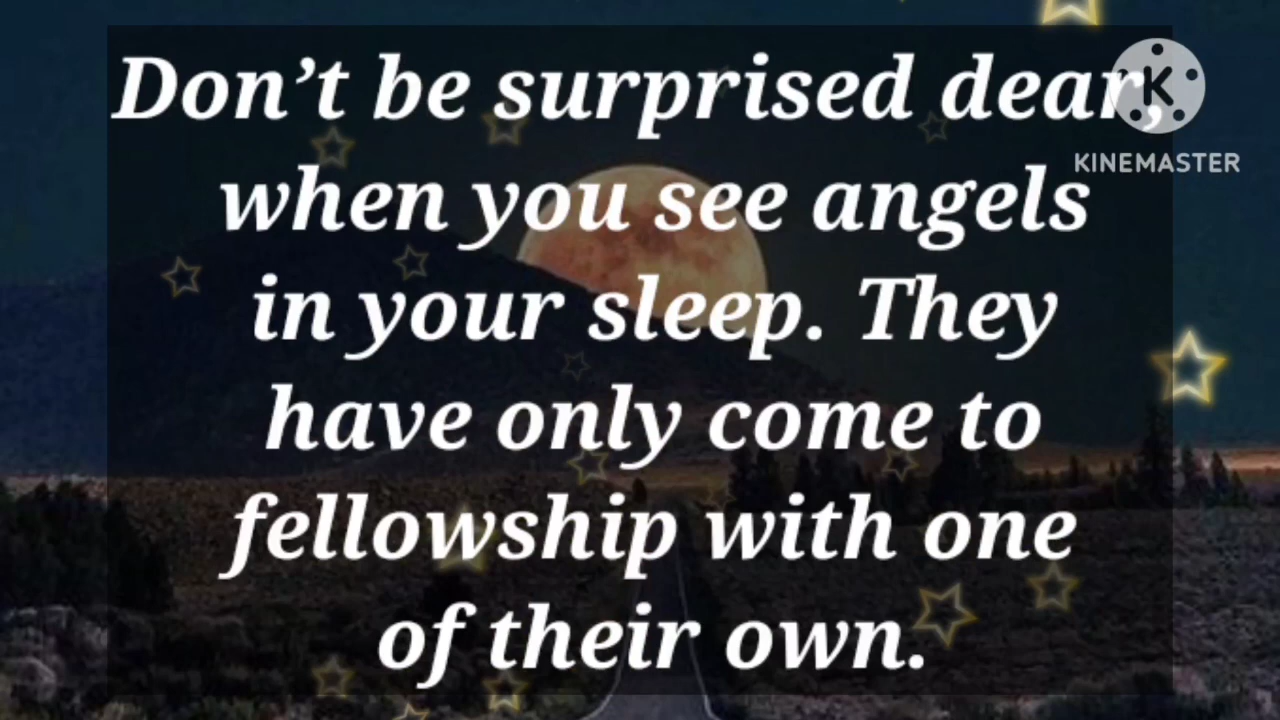 Don’t be surprised dear,
when you see angels
in your sleep. They
have only come to
fellowship with one
of their own.
K
KINEMASTER